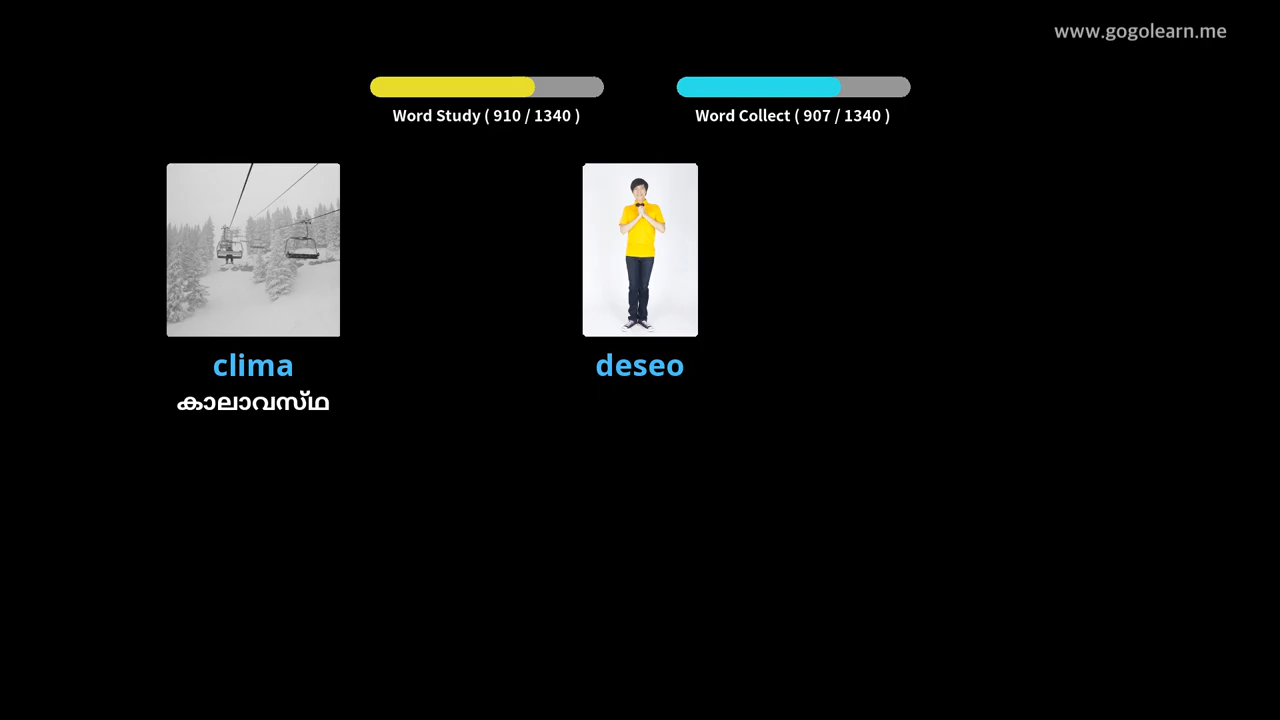 www.gogolearn.me
Word Study ( 910 / 1340 )
Word Collect ( 907 / 1340 )
clima
കാലാവസ്ഥ
deseo